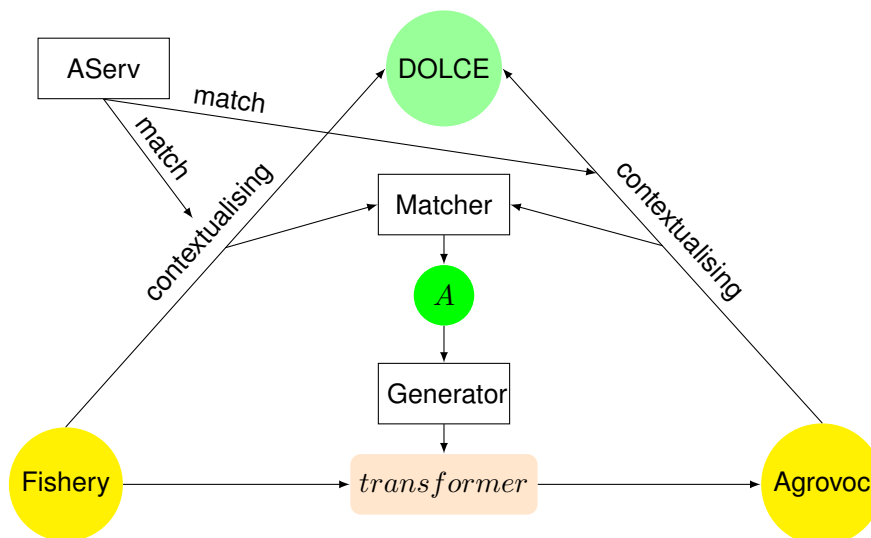 AServ
DOLCE
match
match
contextualising
contextualising
Matcher
A
Generator
Fishery
transformer
Agrovoc